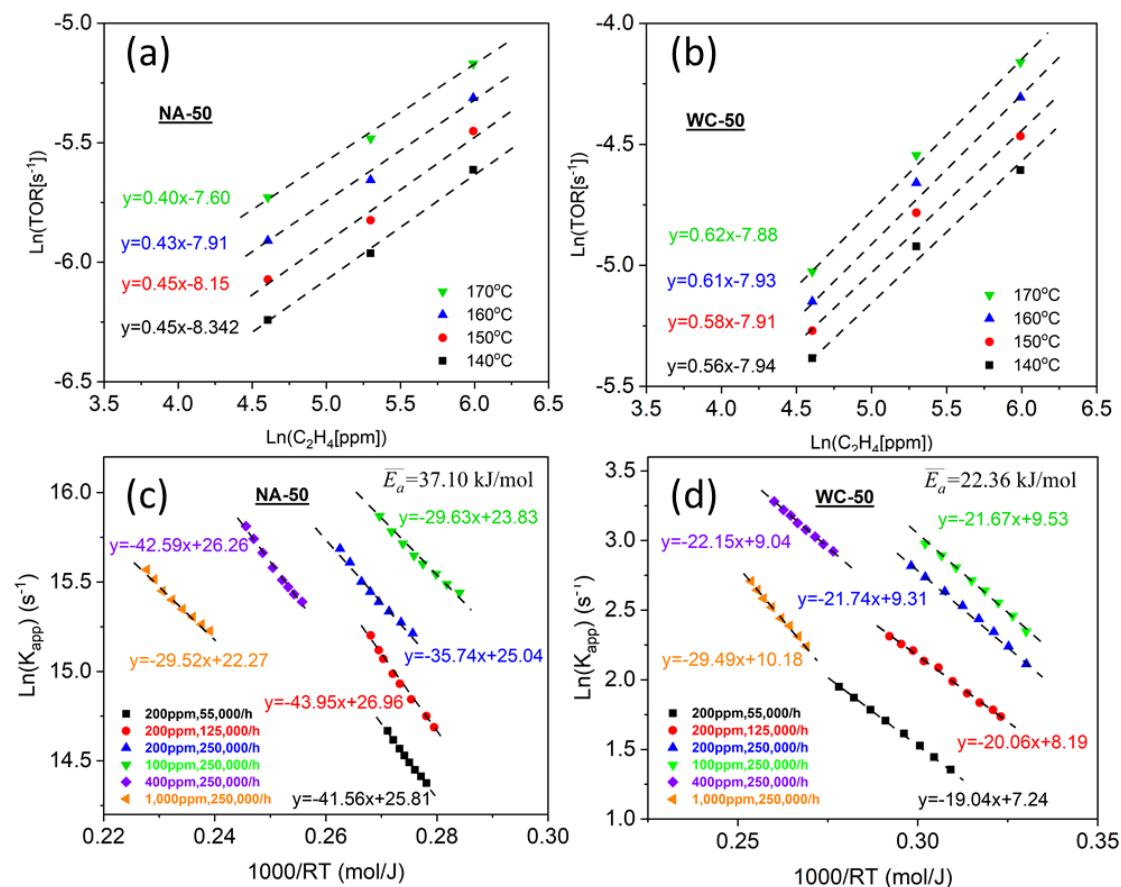 (a)
NA-50
-5.0
-5.5
-6.0
-6.5
Ln(TOR[s⁻¹])
y=0.40x-7.60
y=0.43x-7.91
y=0.45x-8.15
y=0.45x-8.342
170°C
160°C
150°C
140°C
3.5 4.0 4.5 5.0 5.5 6.0 6.5
Ln(C₂H₄[ppm])
(b)
WC-50
-4.0
-4.5
-5.0
-5.5
Ln(TOR[s⁻¹])
y=0.62x-7.88
y=0.61x-7.93
y=0.58x-7.91
y=0.56x-7.94
170°C
160°C
150°C
140°C
3.5 4.0 4.5 5.0 5.5 6.0 6.5
Ln(C₂H₄[ppm])
(c)
NA-50
E̅ₐ=37.10 kJ/mol
16.0
15.5
15.0
14.5
Ln(K_app) (s⁻¹)
y=-29.63x+23.83
y=-42.59x+26.26
y=-35.74x+25.04
y=-29.52x+22.27
y=-43.95x+26.96
y=-41.56x+25.81
200ppm,55,000/h
200ppm,125,000/h
200ppm,250,000/h
100ppm,250,000/h
400ppm,250,000/h
1,000ppm,250,000/h
0.22 0.24 0.26 0.28 0.30
1000/RT (mol/J)
(d)
WC-50
E̅ₐ=22.36 kJ/mol
3.5
3.0
2.5
2.0
1.5
1.0
Ln(K_app) (s⁻¹)
y=-21.67x+9.53
y=-22.15x+9.04
y=-21.74x+9.31
y=-29.49x+10.18
y=-20.06x+8.19
y=-19.04x+7.24
200ppm,55,000/h
200ppm,125,000/h
200ppm,250,000/h
100ppm,250,000/h
400ppm,250,000/h
1,000ppm,250,000/h
0.25 0.30 0.35
1000/RT (mol/J)